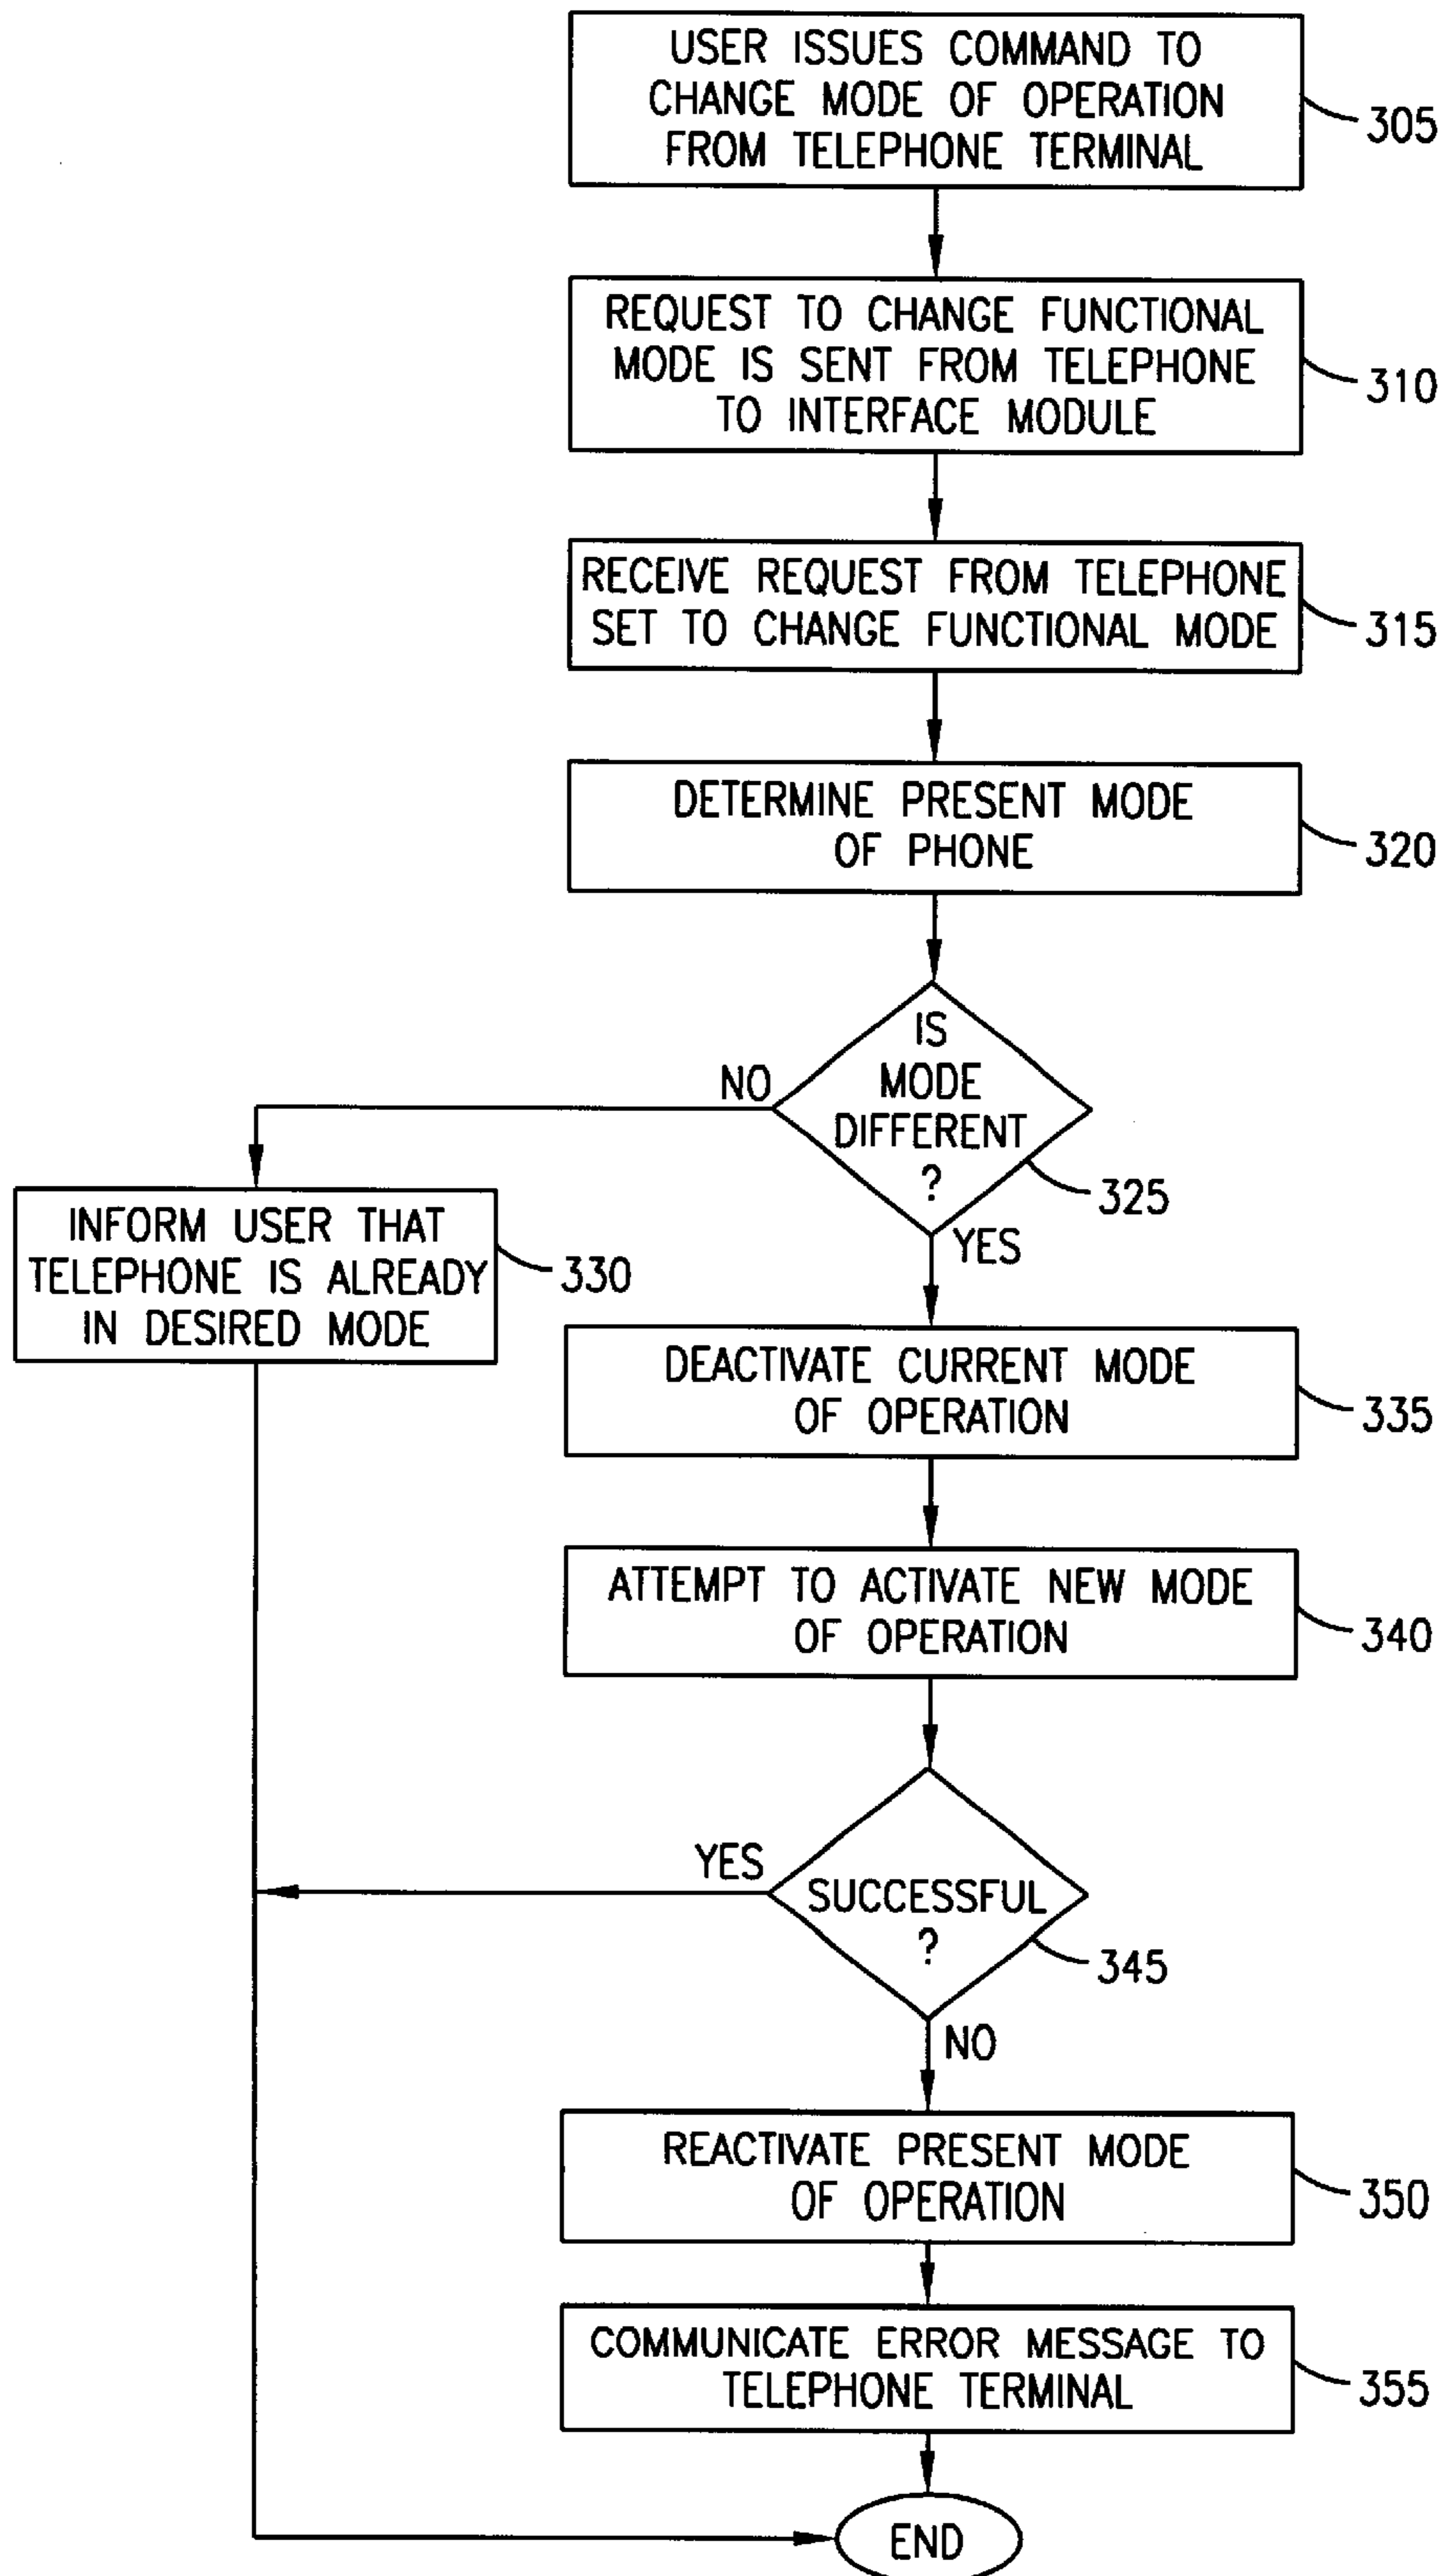 USER ISSUES COMMAND TO
CHANGE MODE OF OPERATION
FROM TELEPHONE TERMINAL
305
REQUEST TO CHANGE FUNCTIONAL
MODE IS SENT FROM TELEPHONE
TO INTERFACE MODULE
310
RECEIVE REQUEST FROM TELEPHONE
SET TO CHANGE FUNCTIONAL MODE
315
DETERMINE PRESENT MODE
OF PHONE
320
IS
MODE
DIFFERENT
?
325
NO
YES
INFORM USER THAT
TELEPHONE IS ALREADY
IN DESIRED MODE
330
DEACTIVATE CURRENT MODE
OF OPERATION
335
ATTEMPT TO ACTIVATE NEW MODE
OF OPERATION
340
YES
SUCCESSFUL
?
345
NO
REACTIVATE PRESENT MODE
OF OPERATION
350
COMMUNICATE ERROR MESSAGE TO
TELEPHONE TERMINAL
355
END